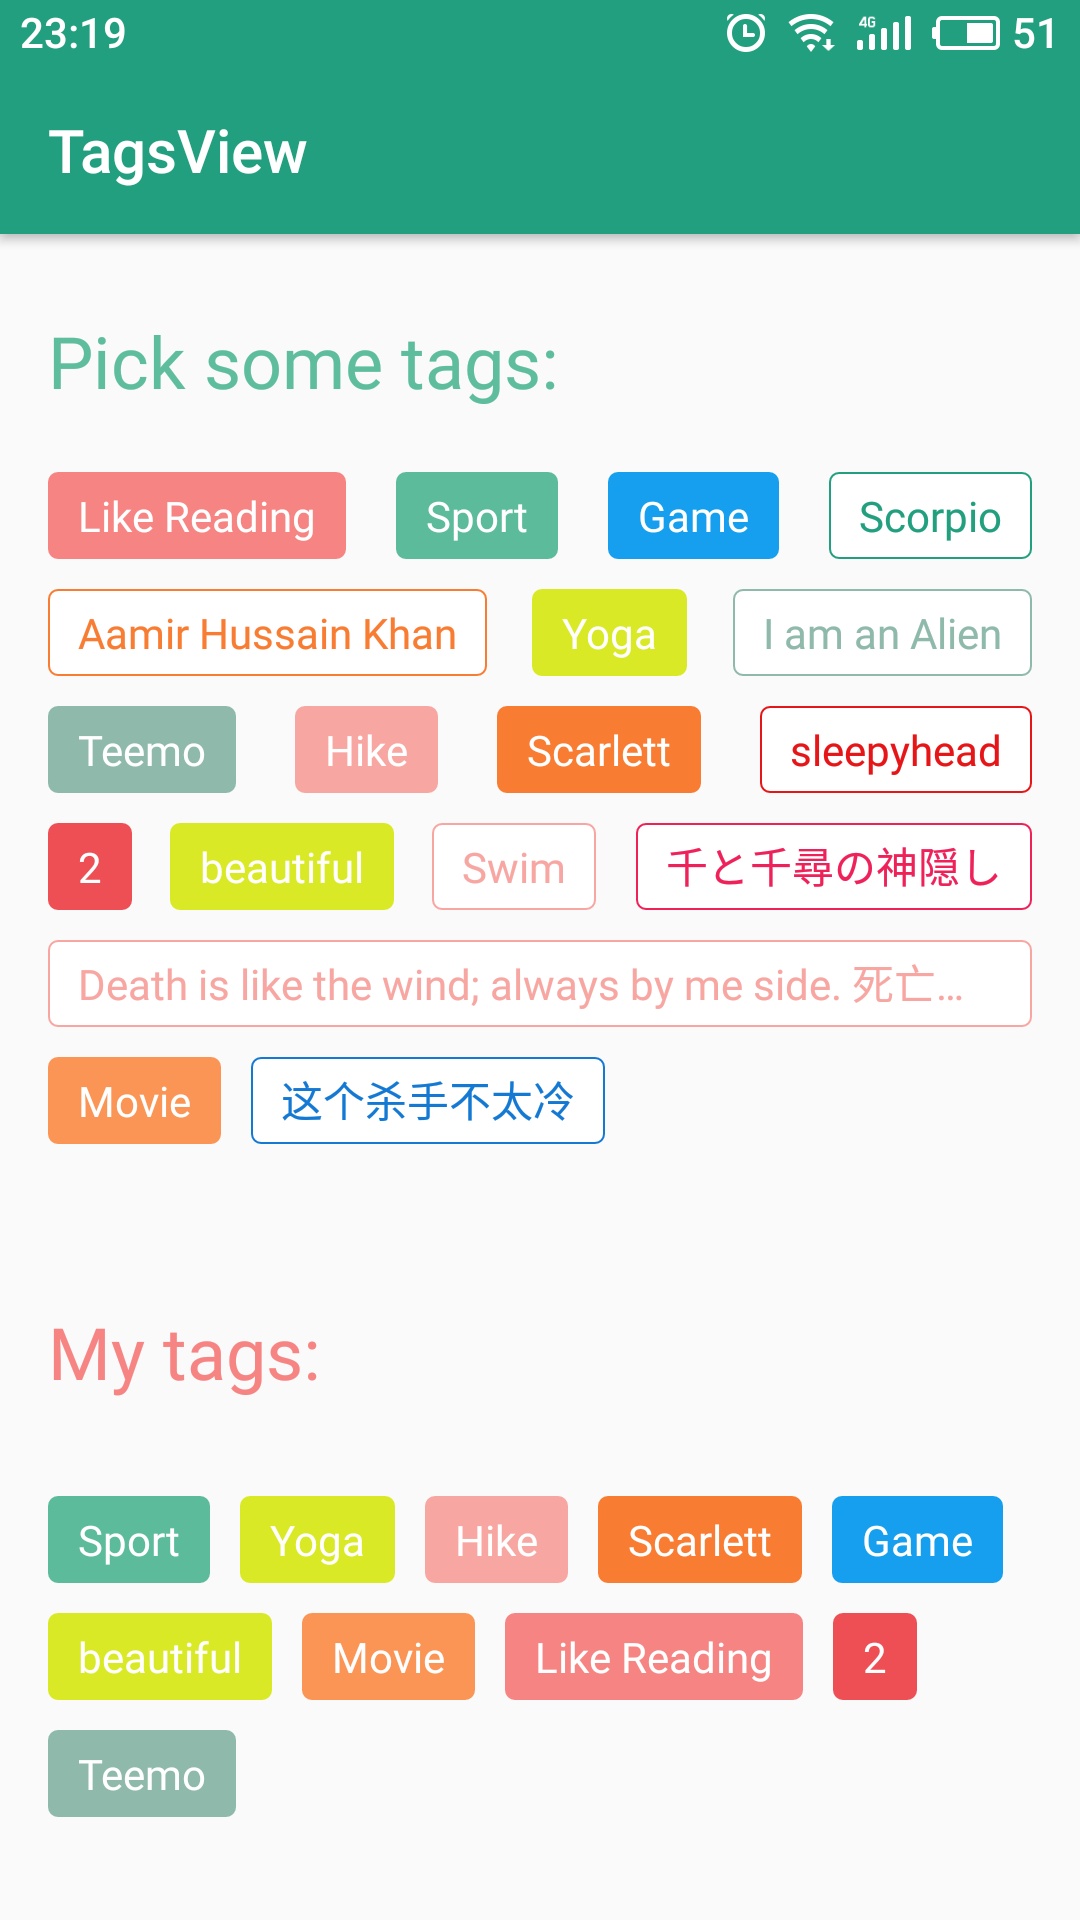 23:19 4G 51
TagsView
Pick some tags:
Like Reading Sport Game Scorpio
Aamir Hussain Khan Yoga I am an Alien
Teemo Hike Scarlett sleepyhead
2 beautiful Swim 千と千尋の神隠し
Death is like the wind; always by me side. 死亡...
Movie 这个杀手不太冷
My tags:
Sport Yoga Hike Scarlett Game
beautiful Movie Like Reading 2
Teemo